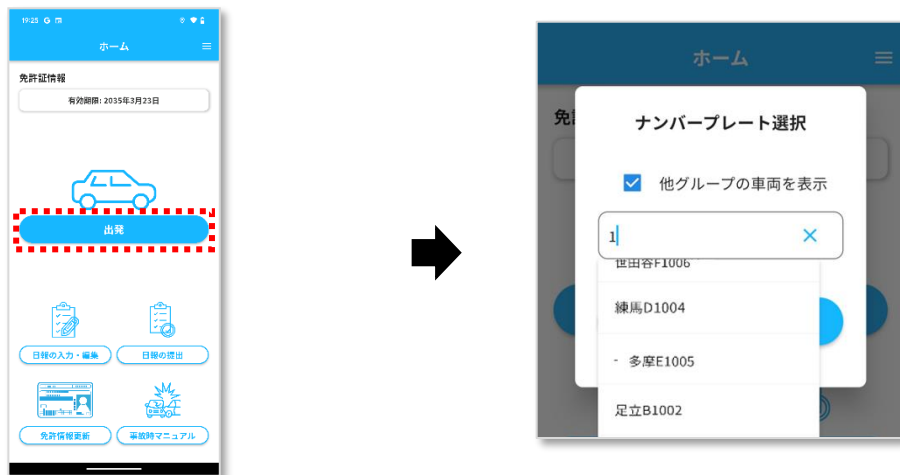 19:25 G
ホーム
免許証情報
有効期限: 2035年3月23日
出発
日報の入力・編集
日報の提出
免許情報更新
事故時マニュアル
ホーム
免
ナンバープレート選択
他グループの車両を表示
1
世田谷F1006
練馬D1004
- 多摩E1005
足立B1002